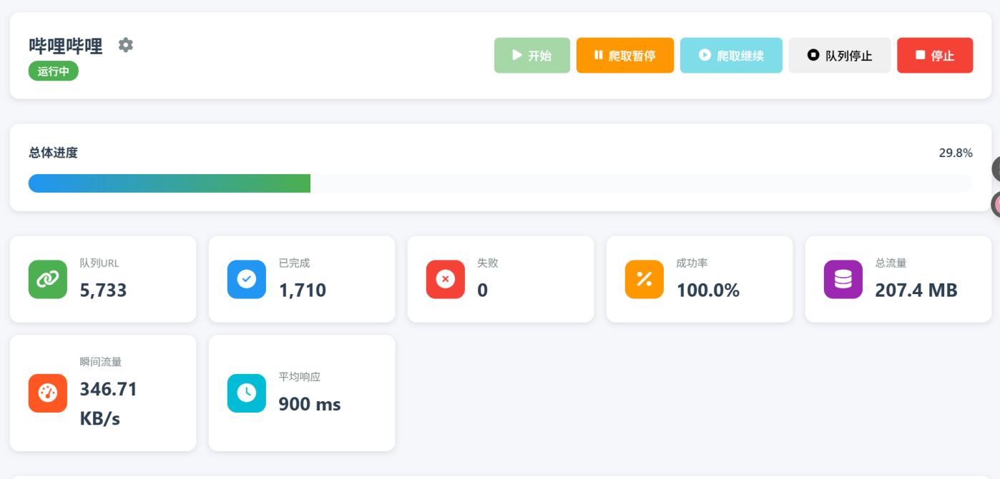 哔哩哔哩
运行中
开始
爬取暂停
爬取继续
队列停止
停止
总体进度
29.8%
队列URL
5,733
已完成
1,710
失败
0
成功率
100.0%
总流量
207.4 MB
瞬间流量
346.71
KB/s
平均响应
900 ms